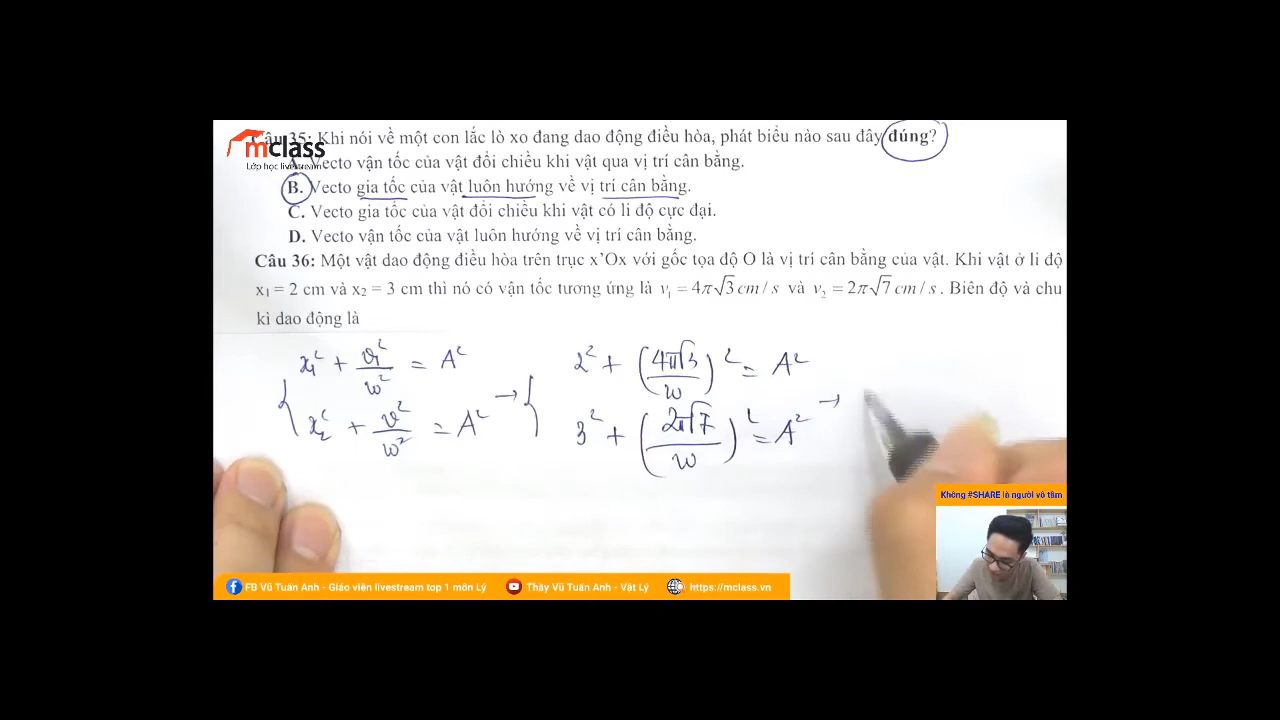 Câu 35: Khi nói về một con lắc lò xo đang dao động điều hòa, phát biểu nào sau đây đúng?
mclass
Lớp học livestream
A. Vecto vận tốc của vật đổi chiều khi vật qua vị trí cân bằng.
B. Vecto gia tốc của vật luôn hướng về vị trí cân bằng.
C. Vecto gia tốc của vật đổi chiều khi vật có li độ cực đại.
D. Vecto vận tốc của vật luôn hướng về vị trí cân bằng.
Câu 36: Một vật dao động điều hòa trên trục x’Ox với gốc tọa độ O là vị trí cân bằng của vật. Khi vật ở li độ
x₁ = 2 cm và x₂ = 3 cm thì nó có vận tốc tương ứng là v₁ = 4π√3 cm / s và v₂ = 2π√7 cm / s . Biên độ và chu
kì dao động là
{ x₁² + v₁²/w² = A² → { 2² + (4π√3/w)² = A²
x₂² + v²/w² = A² 3² + (2π√7/w)² = A² →
Không #SHARE là người vô tâm
FB Vũ Tuấn Anh - Giáo viên livestream top 1 môn Lý
Thầy Vũ Tuấn Anh - Vật Lý
https://mclass.vn